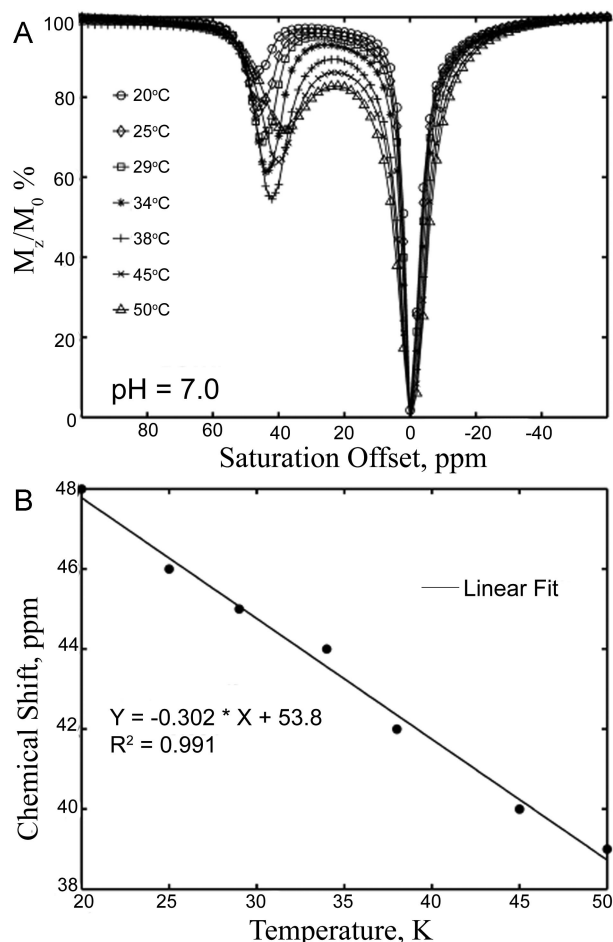 A
100
80
60
40
20
0
M_z/M_0 %
20°C
25°C
29°C
34°C
38°C
45°C
50°C
pH = 7.0
80 60 40 20 0 -20 -40
Saturation Offset, ppm
B
48
46
44
42
40
38
Chemical Shift, ppm
Linear Fit
Y = -0.302 * X + 53.8
R² = 0.991
20 25 30 35 40 45 50
Temperature, K